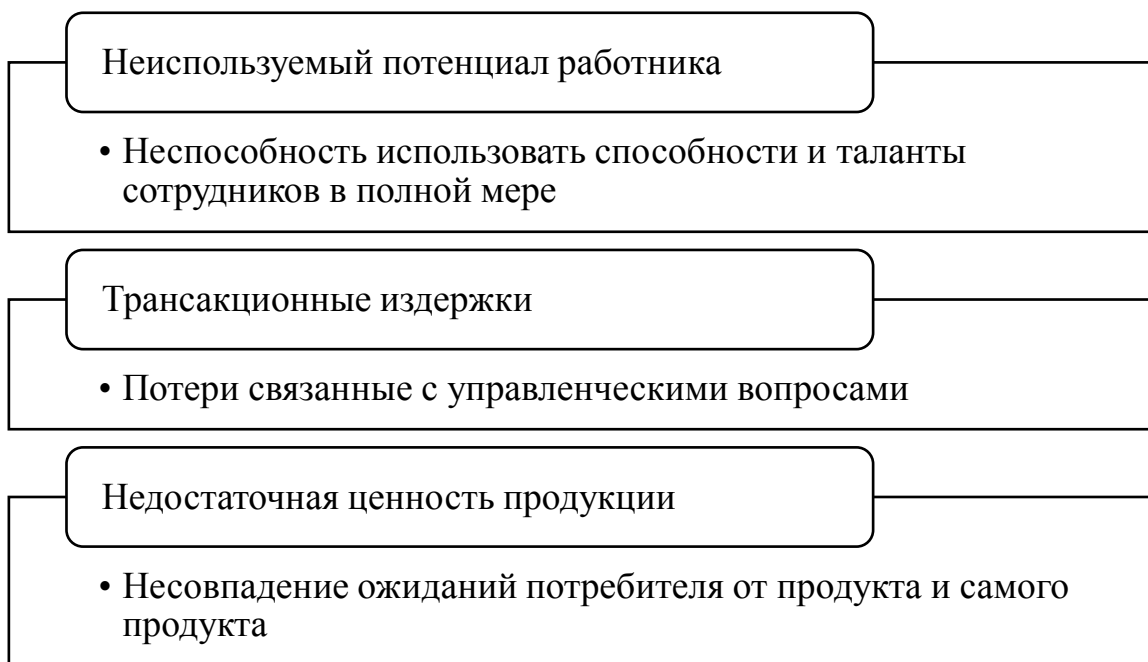 Неиспользуемый потенциал работника
• Неспособность использовать способности и таланты
сотрудников в полной мере
Трансакционные издержки
• Потери связанные с управленческими вопросами
Недостаточная ценность продукции
• Несовпадение ожиданий потребителя от продукта и самого
продукта